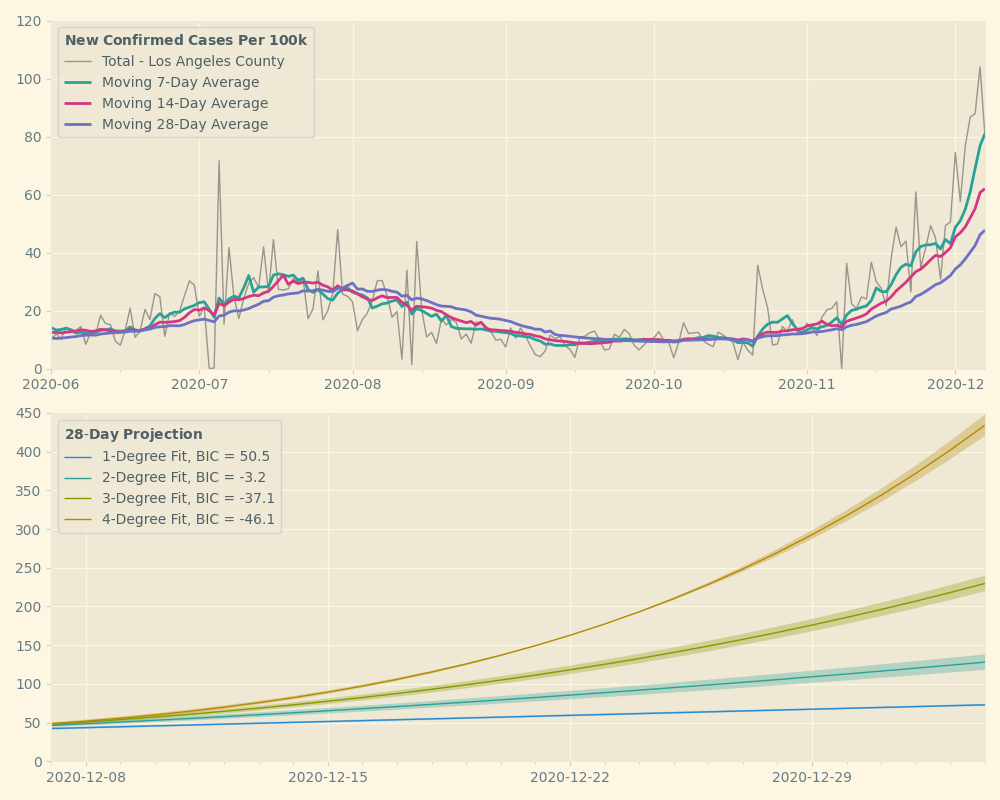 120
100
80
60
40
20
0
New Confirmed Cases Per 100k
Total - Los Angeles County
Moving 7-Day Average
Moving 14-Day Average
Moving 28-Day Average
2020-06 2020-07 2020-08 2020-09 2020-10 2020-11 2020-12
450
400
350
300
250
200
150
100
50
0
28-Day Projection
1-Degree Fit, BIC = 50.5
2-Degree Fit, BIC = -3.2
3-Degree Fit, BIC = -37.1
4-Degree Fit, BIC = -46.1
2020-12-08 2020-12-15 2020-12-22 2020-12-29